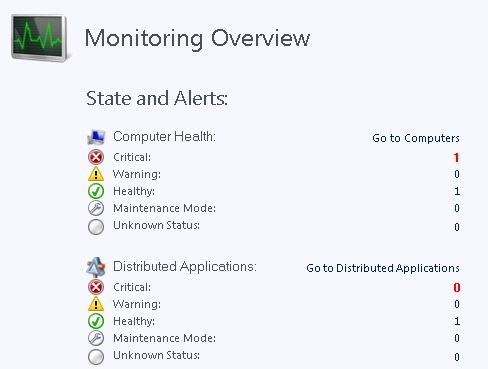 Monitoring Overview
State and Alerts:
Computer Health: Go to Computers
Critical: 1
Warning: 0
Healthy: 1
Maintenance Mode: 0
Unknown Status: 0
Distributed Applications: Go to Distributed Applications
Critical: 0
Warning: 0
Healthy: 1
Maintenance Mode: 0
Unknown Status: 0